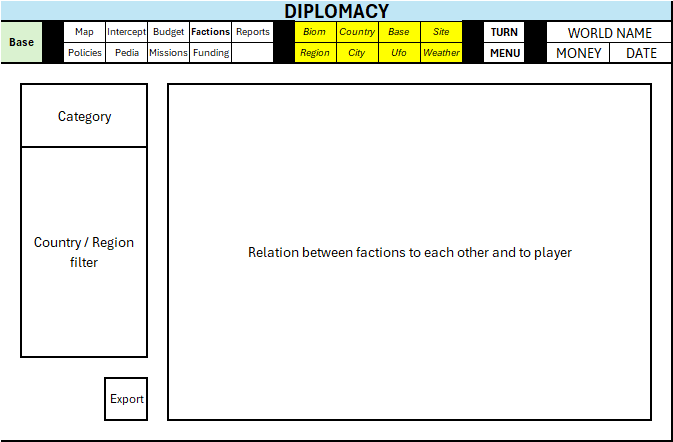 DIPLOMACY
Base
Map Intercept Budget Factions Reports Biom Country Base Site TURN WORLD NAME
Policies Pedia Missions Funding Region City Ufo Weather MENU MONEY DATE
Category
Country / Region
filter
Relation between factions to each other and to player
Export